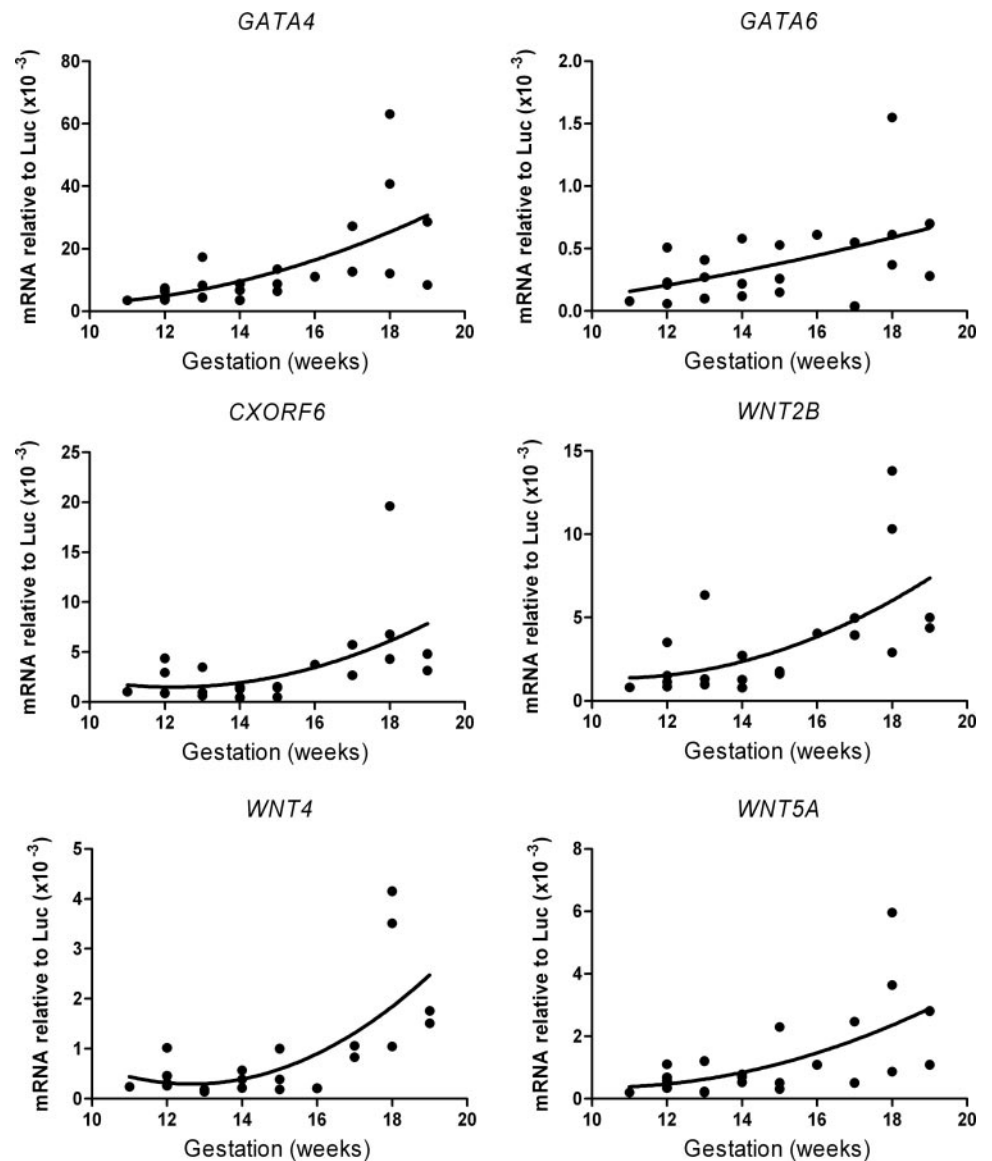 GATA4
mRNA relative to Luc (x10⁻³)
80
60
40
20
0
10 12 14 16 18 20
Gestation (weeks)
GATA6
mRNA relative to Luc (x10⁻³)
2.0
1.5
1.0
0.5
0.0
10 12 14 16 18 20
Gestation (weeks)
CXORF6
mRNA relative to Luc (x10⁻³)
25
20
15
10
5
0
10 12 14 16 18 20
Gestation (weeks)
WNT2B
mRNA relative to Luc (x10⁻³)
15
10
5
0
10 12 14 16 18 20
Gestation (weeks)
WNT4
mRNA relative to Luc (x10⁻³)
5
4
3
2
1
0
10 12 14 16 18 20
Gestation (weeks)
WNT5A
mRNA relative to Luc (x10⁻³)
8
6
4
2
0
10 12 14 16 18 20
Gestation (weeks)